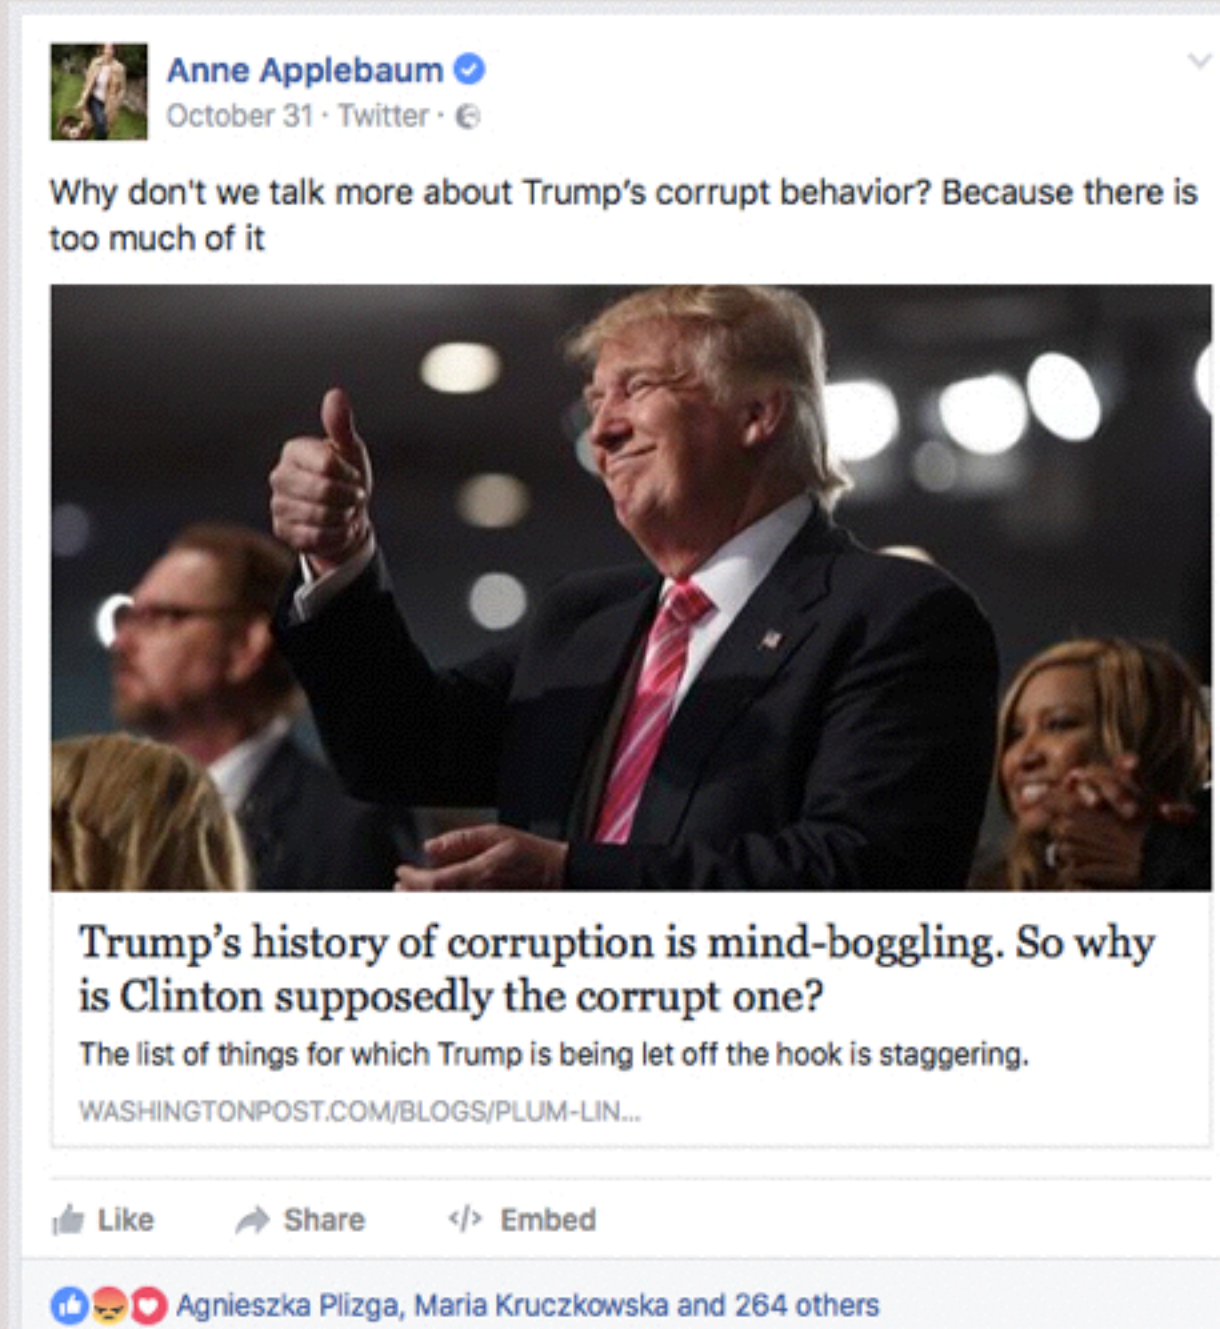 Anne Applebaum
October 31 · Twitter ·
Why don't we talk more about Trump's corrupt behavior? Because there is
too much of it
Trump's history of corruption is mind-boggling. So why
is Clinton supposedly the corrupt one?
The list of things for which Trump is being let off the hook is staggering.
WASHINGTONPOST.COM/BLOGS/PLUM-LIN...
Like Share </> Embed
Agnieszka Plizga, Maria Kruczkowska and 264 others